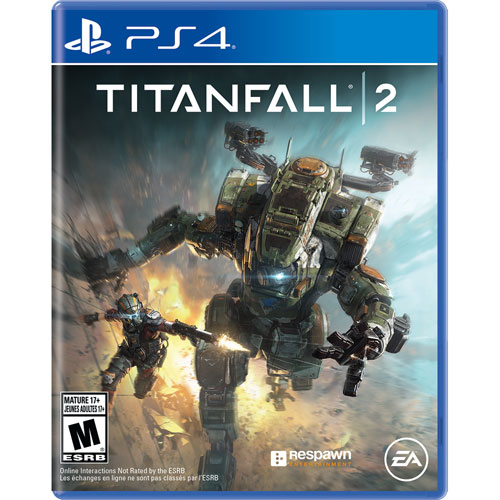 PS4
TITANFALL® | 2
MATURE 17+
JEUNES ADULTES 17+
M
ESRB
Online Interactions Not Rated by the ESRB
Les échanges en ligne ne sont pas classés par l'ESRB
Respawn
ENTERTAINMENT
EA